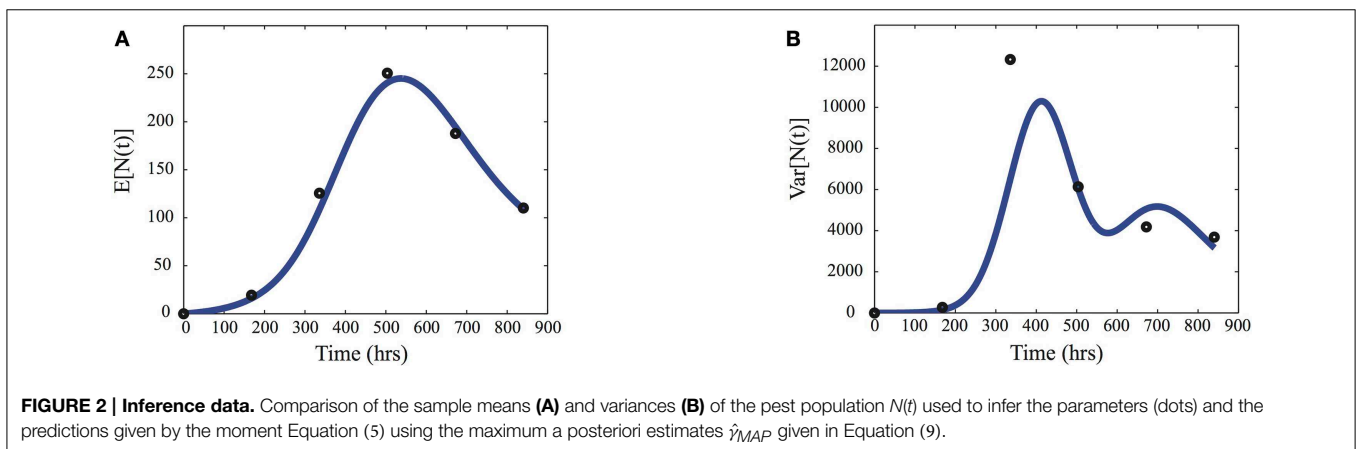 A
E[N(t)]
250
200
150
100
50
0
0 100 200 300 400 500 600 700 800 900
Time (hrs)
B
Var[N(t)]
12000
10000
8000
6000
4000
2000
0
0 100 200 300 400 500 600 700 800 900
Time (hrs)
FIGURE 2 | Inference data. Comparison of the sample means (A) and variances (B) of the pest population N(t) used to infer the parameters (dots) and the
predictions given by the moment Equation (5) using the maximum a posteriori estimates γ̂MAP given in Equation (9).